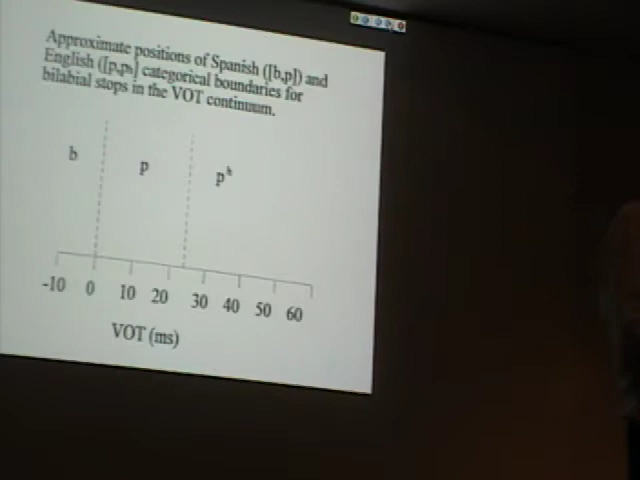 Approximate positions of Spanish ([b,p]) and
English ([p,pʰ] categorical boundaries for
bilabial stops in the VOT continuum.
b p pʰ
-10 0 10 20 30 40 50 60
VOT (ms)